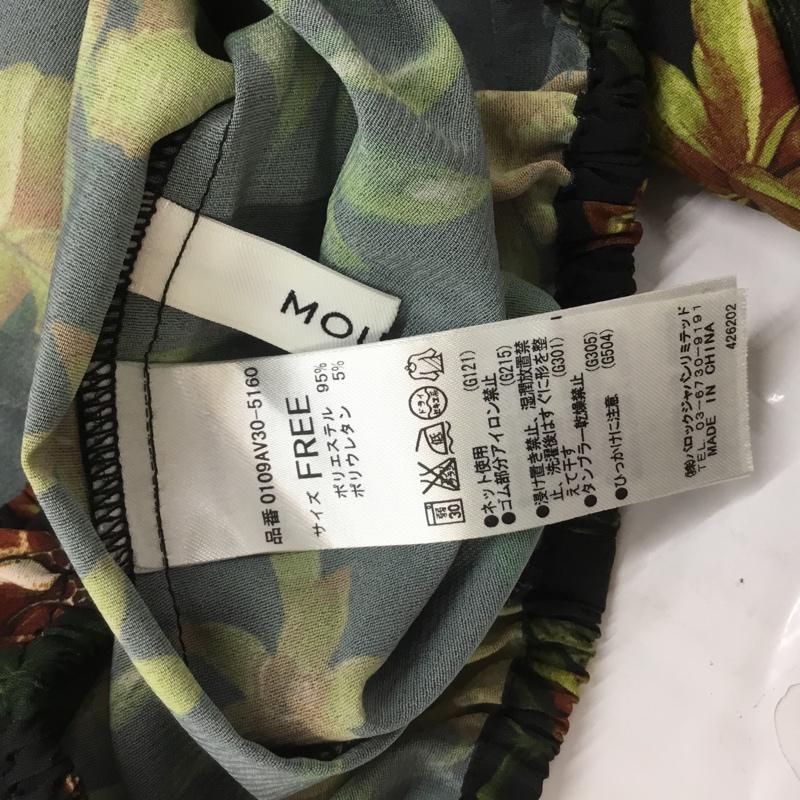 MOU
品番 0109AV30-5160
サイズ FREE
ポリエステル 95%
ポリウレタン 5%
弱
30
ドライ
●ネット使用 (G121)
●ゴム部分アイロン禁止
(G215)
●浸け置き禁止、湿潤放置禁
止、洗濯後はすぐに形を整
えて干す (G301)
●タンブラー乾燥禁止
(G305)
●ひっかけに注意 (G504)
㈱バロックジャパンリミテッド
TEL. 03-6730-9191
MADE IN CHINA
426202